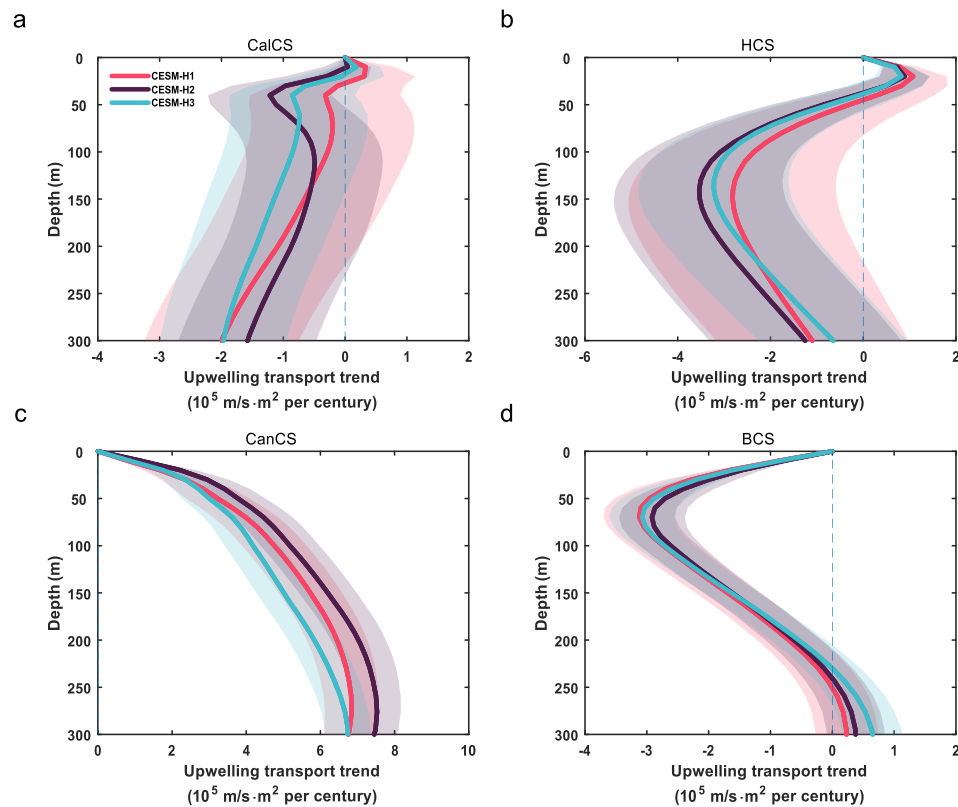 a
CalCS
CESM-H1
CESM-H2
CESM-H3
0
50
100
150
200
250
300
Depth (m)
-4
-3
-2
-1
0
1
2
Upwelling transport trend
(10⁵ m/s·m² per century)
b
HCS
0
50
100
150
200
250
300
Depth (m)
-6
-4
-2
0
2
Upwelling transport trend
(10⁵ m/s·m² per century)
c
CanCS
0
50
100
150
200
250
300
Depth (m)
0
2
4
6
8
10
Upwelling transport trend
(10⁵ m/s·m² per century)
d
BCS
0
50
100
150
200
250
300
Depth (m)
-4
-3
-2
-1
0
1
2
Upwelling transport trend
(10⁵ m/s·m² per century)